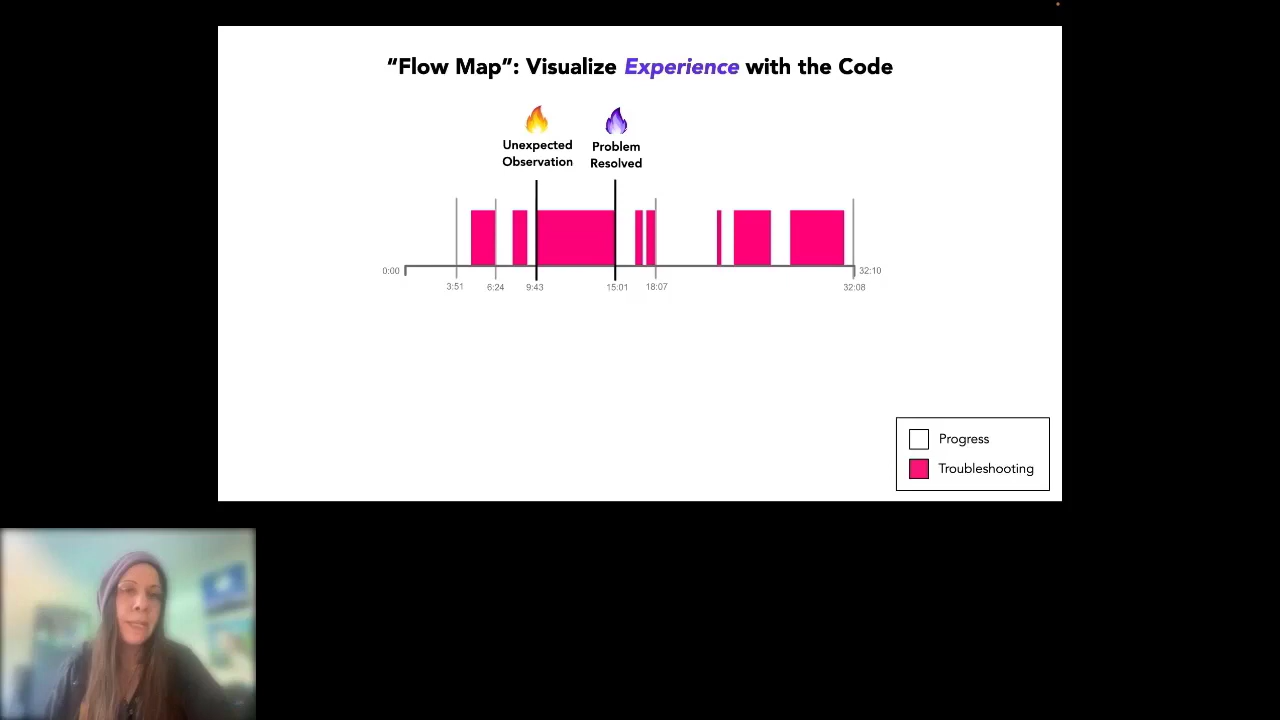 “Flow Map”: Visualize Experience with the Code
Unexpected
Observation
Problem
Resolved
0:00
32:10
3:51
6:24
9:43
15:01
18:07
32:08
Progress
Troubleshooting